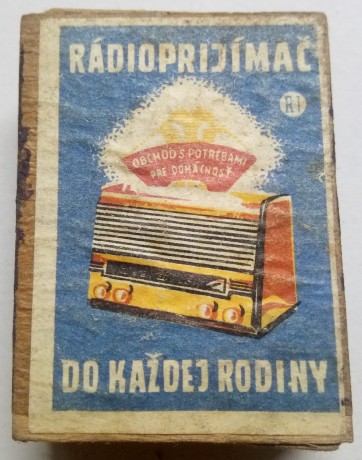 RÁDIOPRIJÍMAČ
R1
OBCHOD S POTREBAMI
PRE DOMÁCNOSŤ
DO KAŽDEJ RODINY